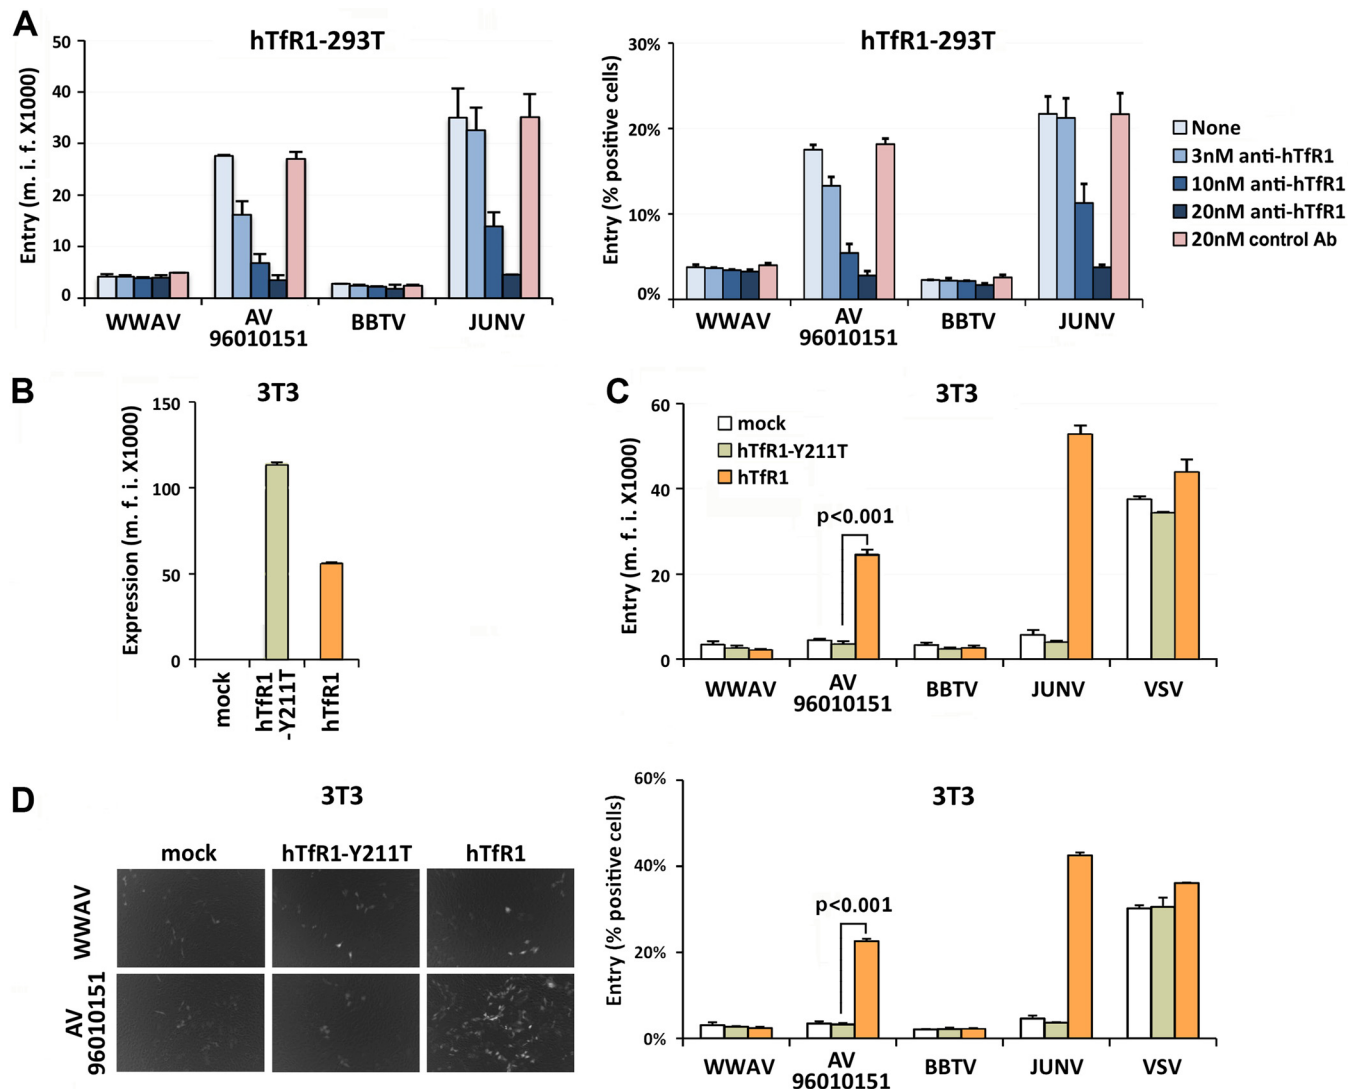 A
hTfR1-293T
Entry (m. i. f. X1000)
50
40
30
20
10
0
WWAV
AV
96010151
BBTV
JUNV
hTfR1-293T
Entry (% positive cells)
30%
20%
10%
0%
WWAV
AV
96010151
BBTV
JUNV
None
3nM anti-hTfR1
10nM anti-hTfR1
20nM anti-hTfR1
20nM control Ab
B
3T3
Expression (m. f. i. X1000)
150
100
50
0
mock
hTfR1
-Y211T
hTfR1
C
3T3
Entry (m. f. i. X1000)
60
40
20
0
mock
hTfR1-Y211T
hTfR1
p<0.001
WWAV
AV
96010151
BBTV
JUNV
VSV
D
3T3
mock
hTfR1-Y211T
hTfR1
WWAV
AV
96010151
3T3
Entry (% positive cells)
60%
40%
20%
0%
p<0.001
WWAV
AV
96010151
BBTV
JUNV
VSV